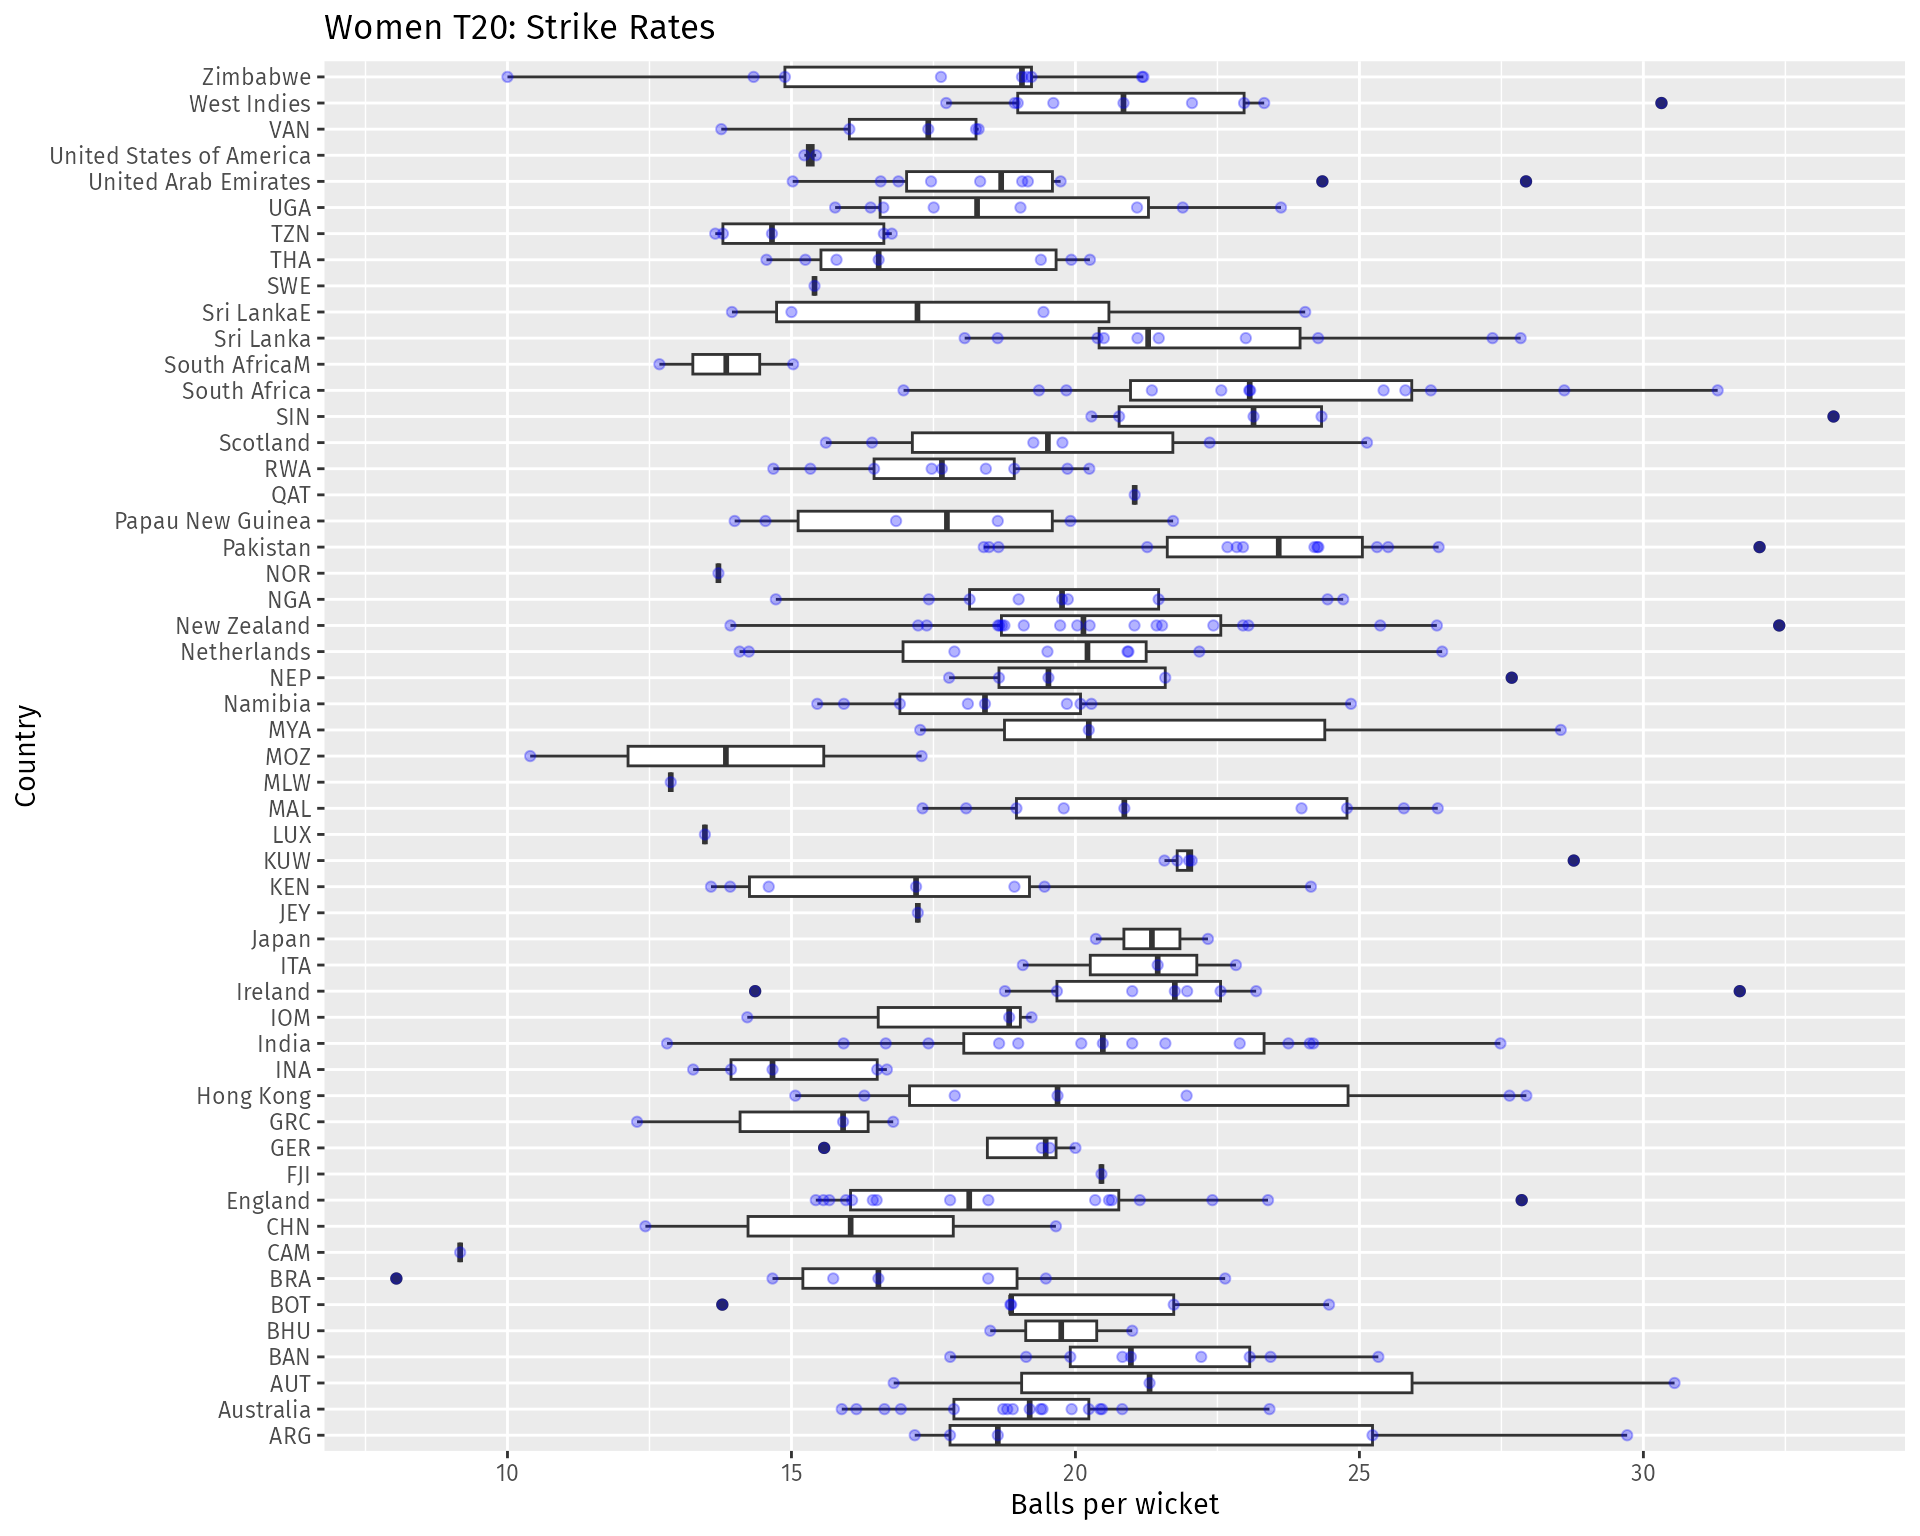 Women T20: Strike Rates
Zimbabwe
West Indies
VAN
United States of America
United Arab Emirates
UGA
TZN
THA
SWE
Sri LankaE
Sri Lanka
South AfricaM
South Africa
SIN
Scotland
RWA
QAT
Papau New Guinea
Pakistan
NOR
NGA
New Zealand
Netherlands
NEP
Namibia
MYA
MOZ
MLW
MAL
LUX
KUW
KEN
JEY
Japan
ITA
Ireland
IOM
India
INA
Hong Kong
GRC
GER
FJI
England
CHN
CAM
BRA
BOT
BHU
BAN
AUT
Australia
ARG
Country
10 15 20 25 30
Balls per wicket